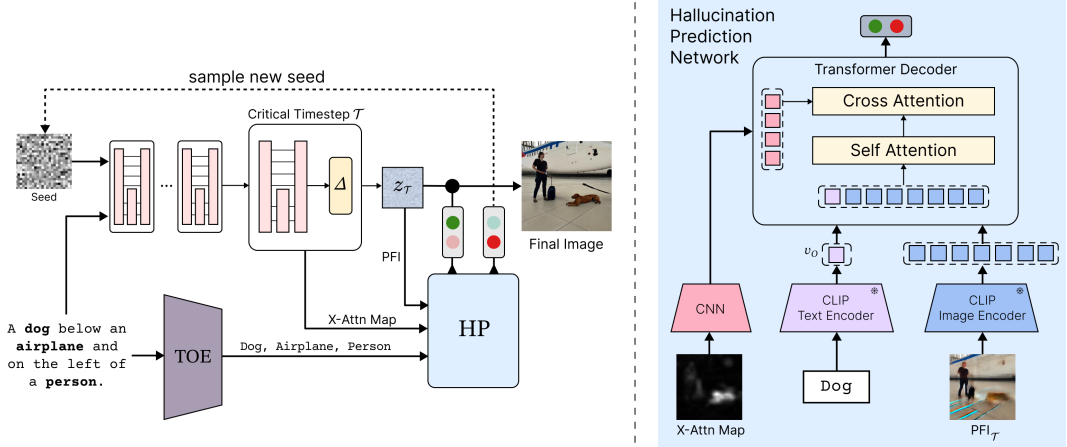 sample new seed
Critical Timestep 𝒯
Seed
...
Δ
z𝒯
Final Image
PFI
X-Attn Map
HP
A dog below an
airplane and
on the left of
a person.
TOE
Dog, Airplane, Person
Hallucination
Prediction
Network
Transformer Decoder
Cross Attention
Self Attention
v_O
CNN
CLIP
Text Encoder
CLIP
Image Encoder
Dog
X-Attn Map
PFI𝒯